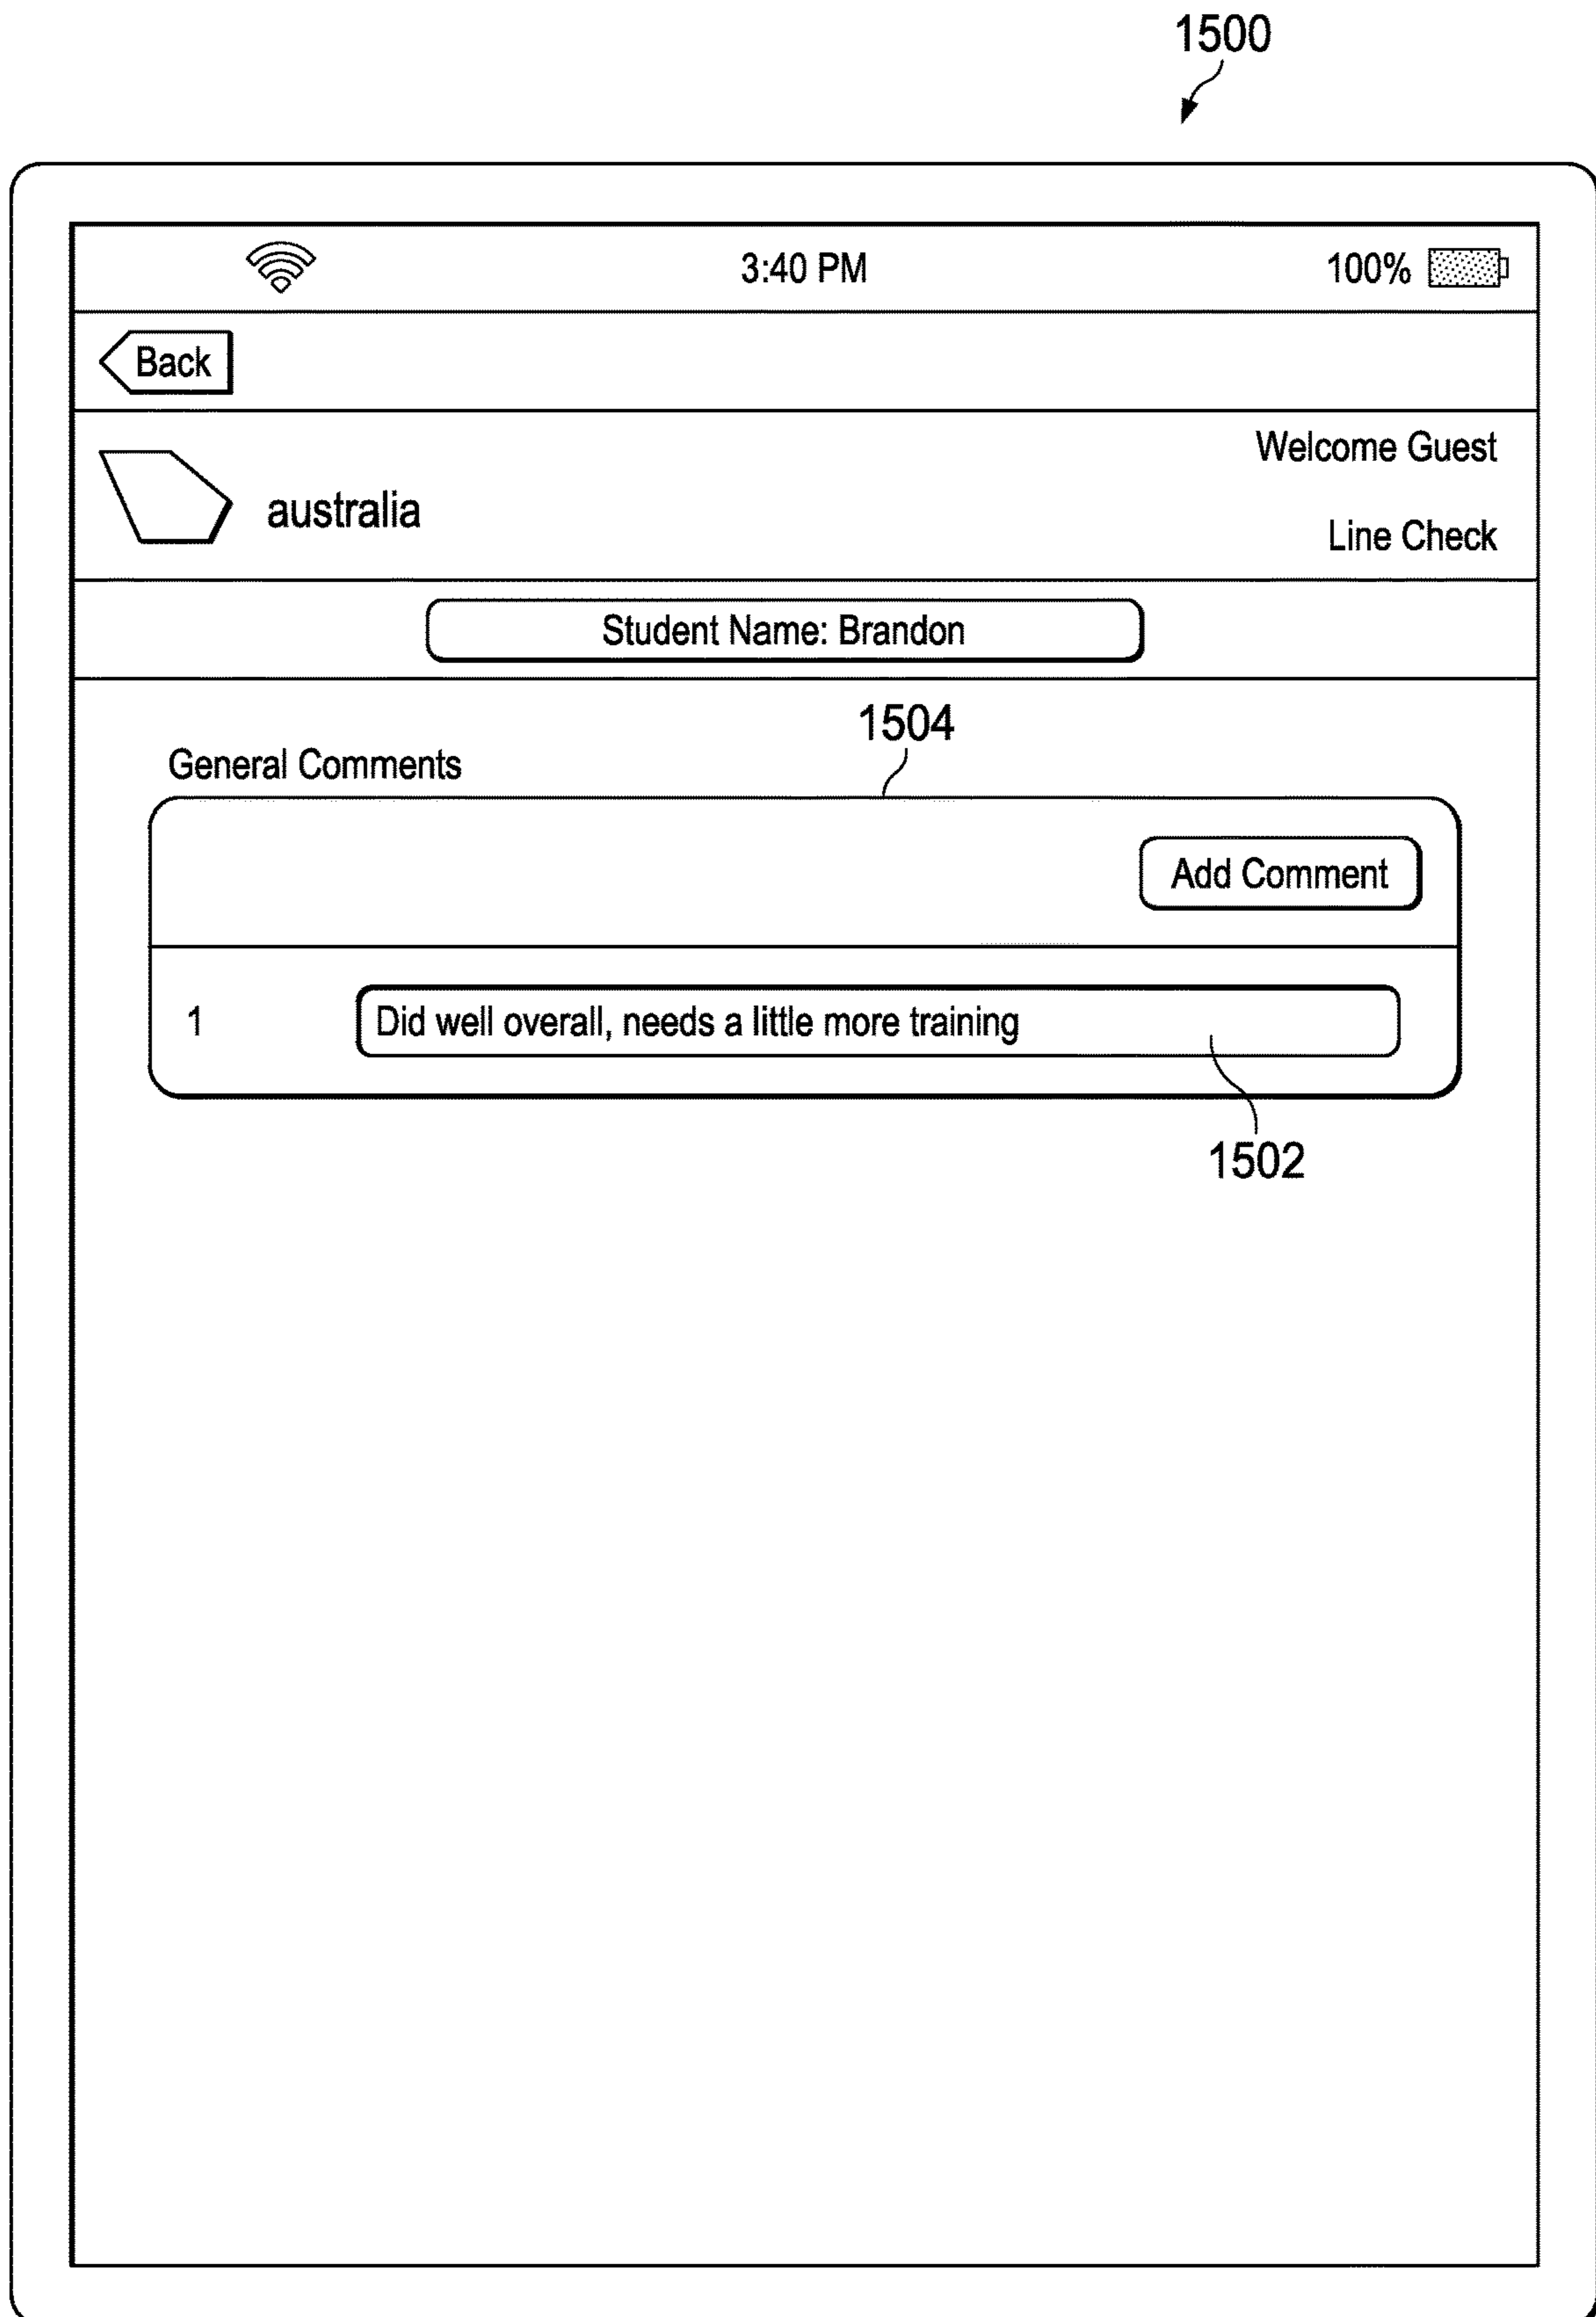 1500
3:40 PM 100%
Back
Welcome Guest
australia
Line Check
Student Name: Brandon
1504
General Comments
Add Comment
1 Did well overall, needs a little more training
1502